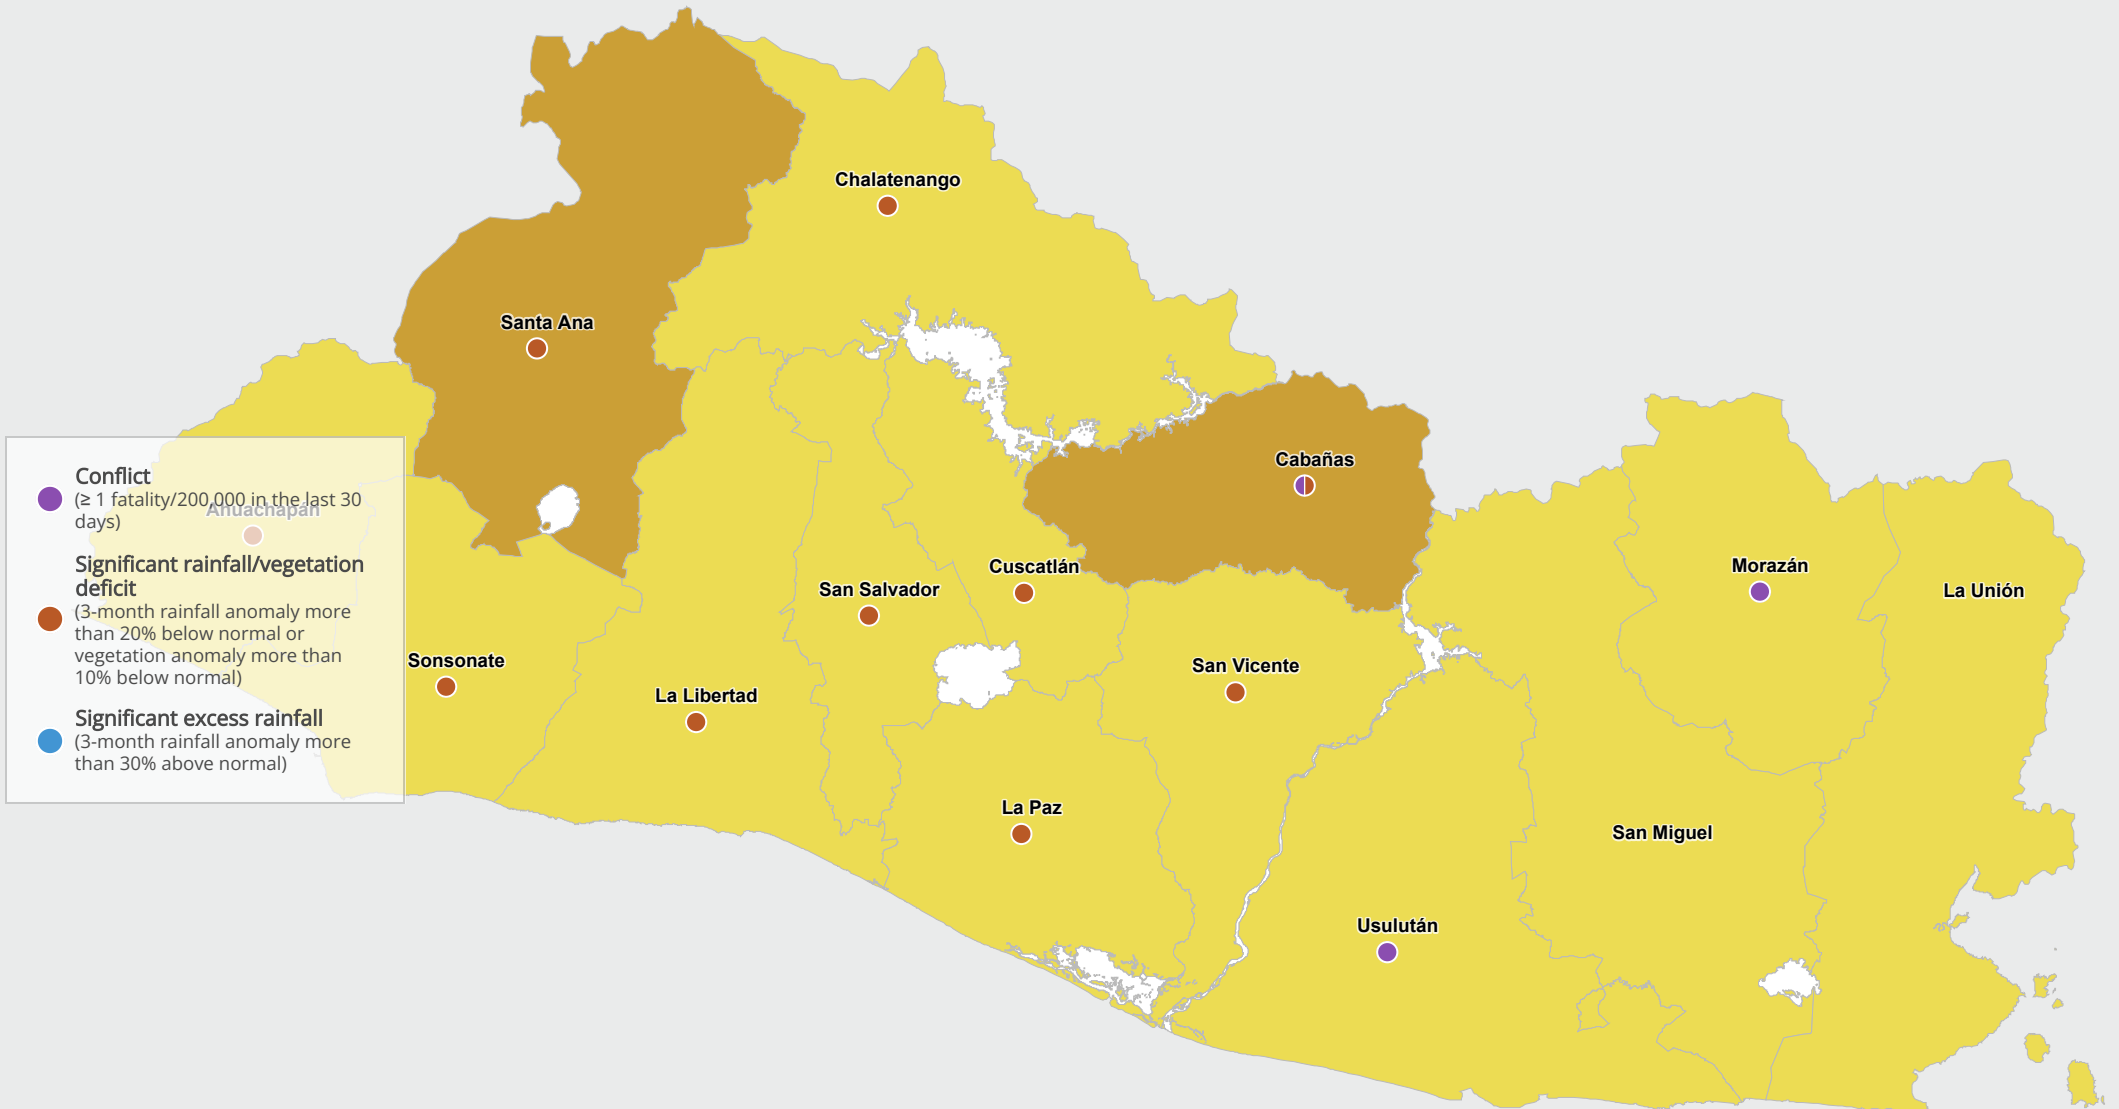 Chalatenango
Santa Ana
Cabañas
Conflict
(≥ 1 fatality/200,000 in the last 30
days)
Ahuachapán
Significant rainfall/vegetation
deficit
(3-month rainfall anomaly more
than 20% below normal or
vegetation anomaly more than
10% below normal)
Significant excess rainfall
(3-month rainfall anomaly more
than 30% above normal)
Cuscatlán
Morazán
San Salvador
La Unión
Sonsonate
San Vicente
La Libertad
La Paz
San Miguel
Usulután